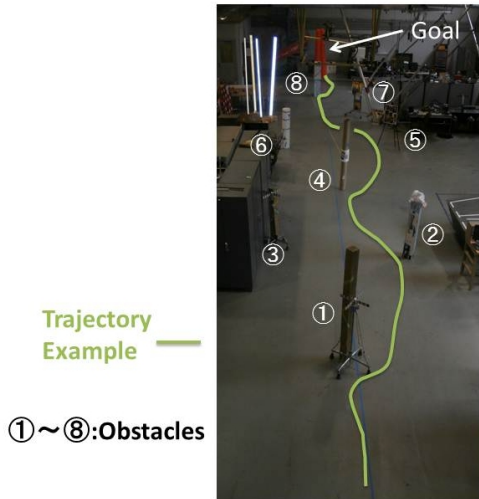 Goal
⑧
⑦
⑥
⑤
④
②
③
①
Trajectory
Example
①~⑧:Obstacles